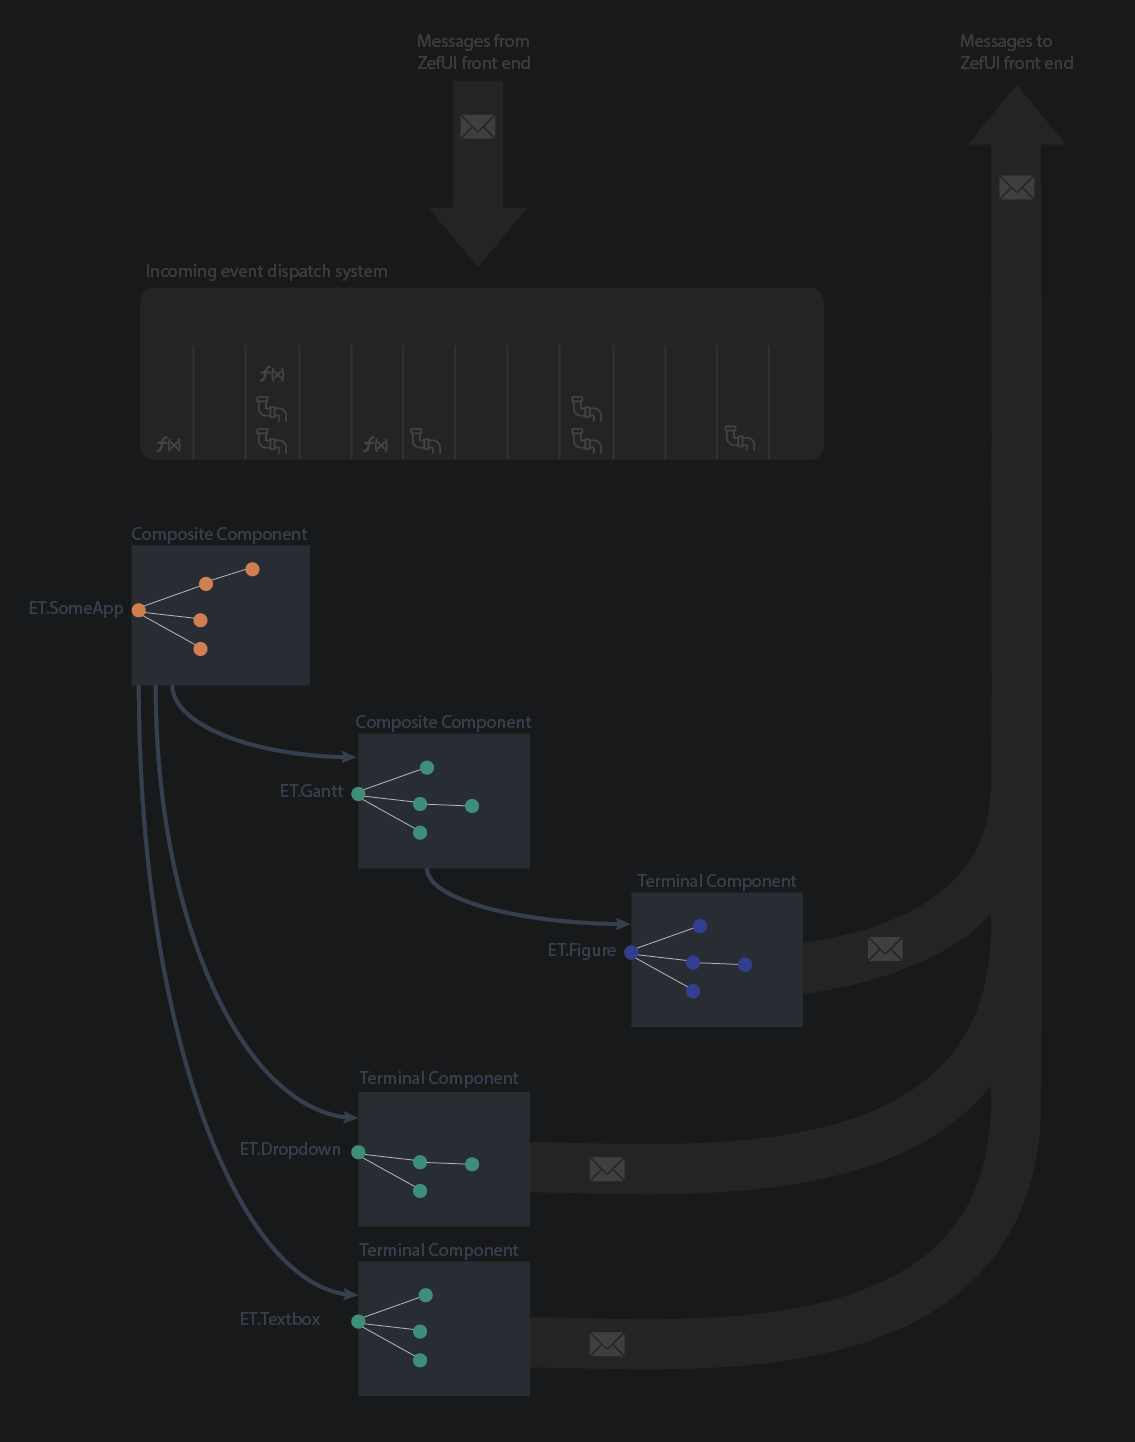 Messages from
ZefUI front end
Messages to
ZefUI front end
Incoming event dispatch system
f(x)
f(x)
f(x)
Composite Component
ET.SomeApp
Composite Component
ET.Gantt
Terminal Component
ET.Figure
Terminal Component
ET.Dropdown
Terminal Component
ET.Textbox